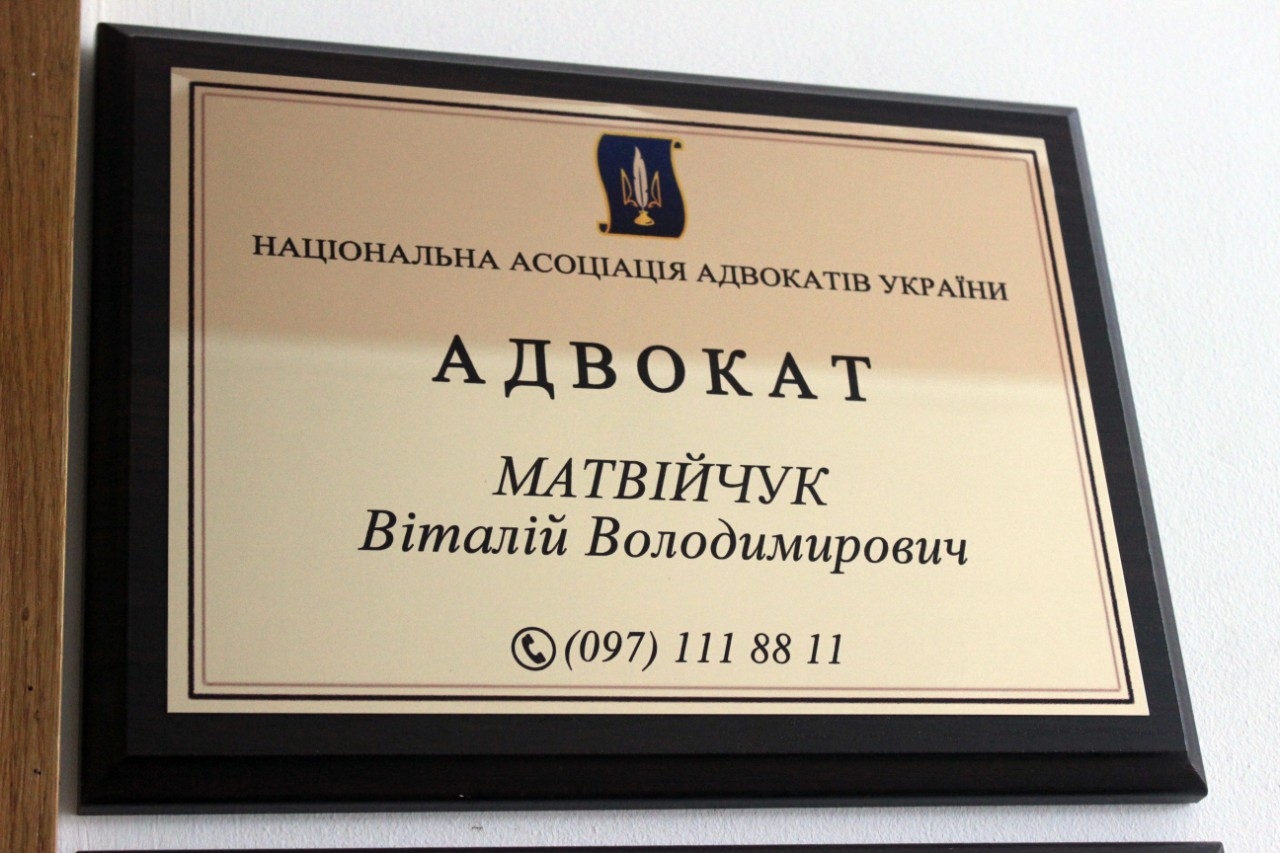 НАЦІОНАЛЬНА АСОЦІАЦІЯ АДВОКАТІВ УКРАЇНИ
АДВОКАТ
МАТВІЙЧУК
Віталій Володимирович
(097) 111 88 11